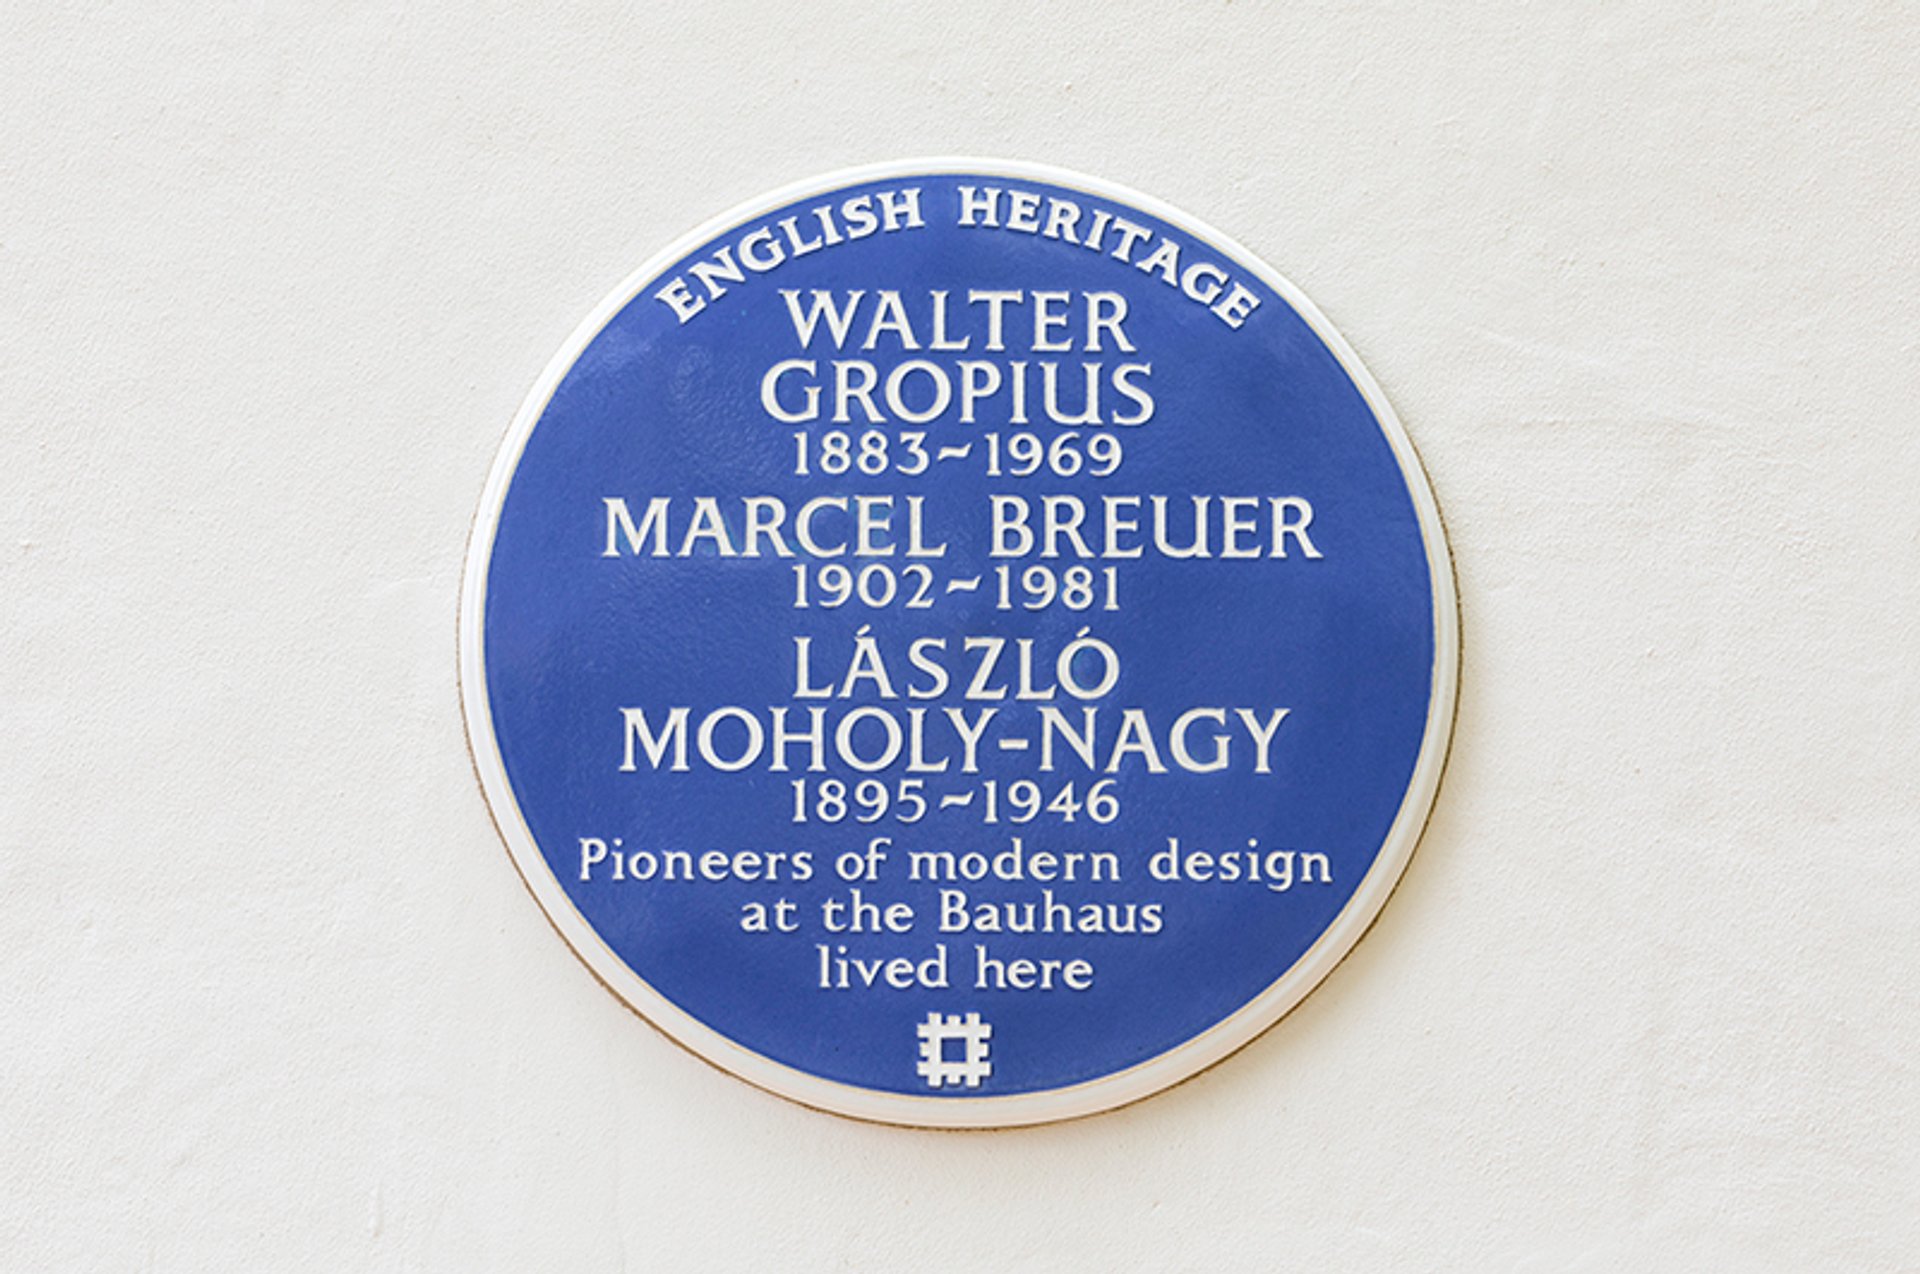 ENGLISH HERITAGE
WALTER
GROPIUS
1883~1969
MARCEL BREUER
1902~1981
LÁSZLÓ
MOHOLY-NAGY
1895~1946
Pioneers of modern design
at the Bauhaus
lived here